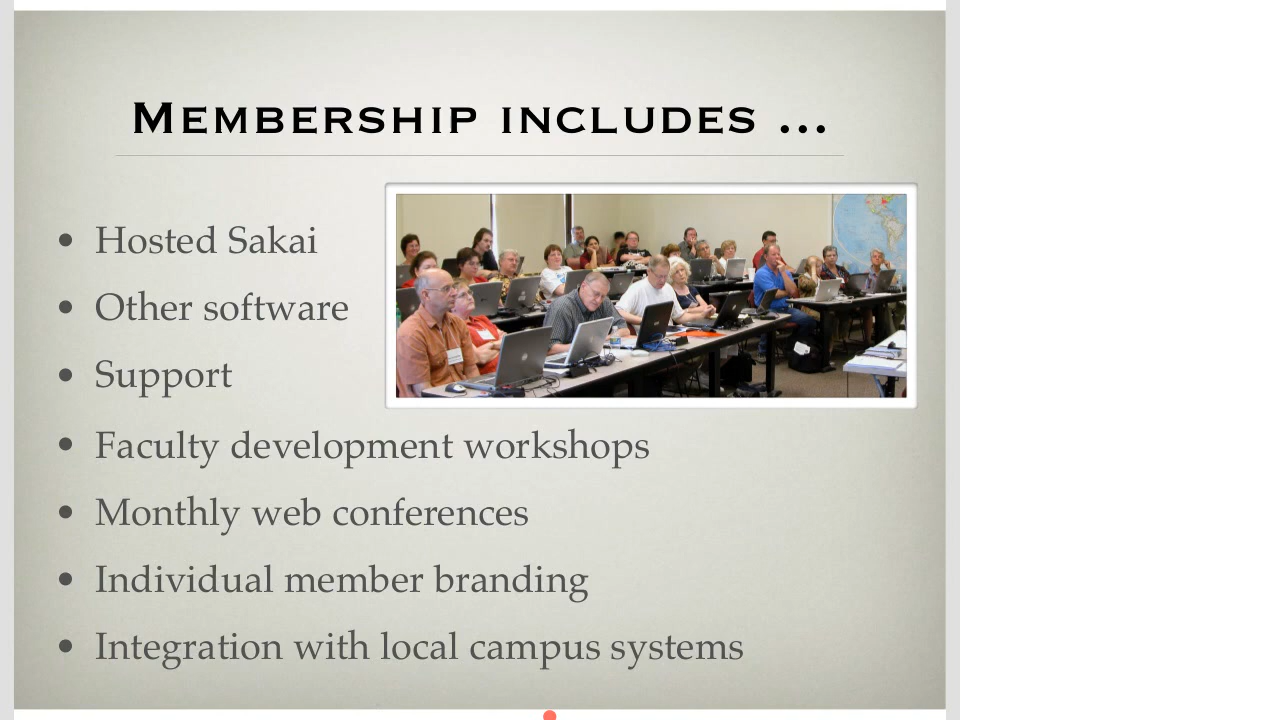 Membership includes ...
• Hosted Sakai
• Other software
• Support
• Faculty development workshops
• Monthly web conferences
• Individual member branding
• Integration with local campus systems